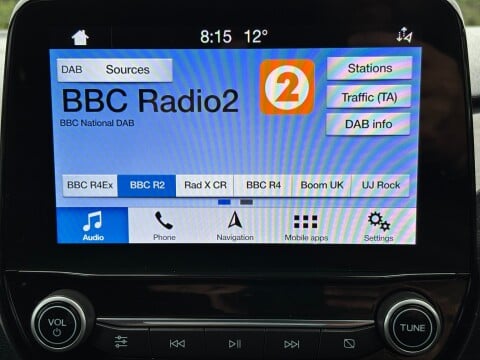 8:15 12°
DAB Sources
2
Stations
BBC Radio2
Traffic (TA)
BBC National DAB
DAB info
BBC R4Ex BBC R2 Rad X CR BBC R4 Boom UK UJ Rock
Audio Phone Navigation Mobile apps Settings
VOL
TUNE